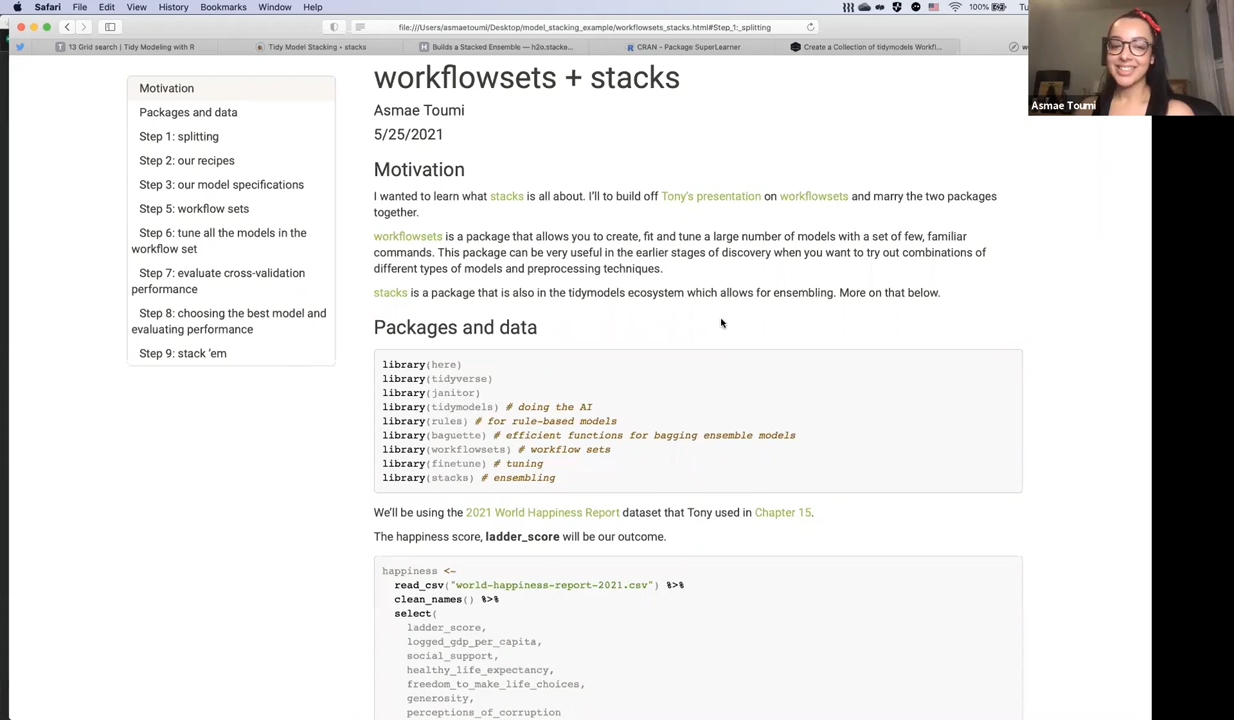 Safari File Edit View History Bookmarks Window Help 100%
file:///Users/asmaetoumi/Desktop/model_stacking_example/workflowsets_stacks.html#Step_1:_splitting
13 Grid search | Tidy Modeling with R
Tidy Model Stacking • stacks
Builds a Stacked Ensemble — h2o.stacke...
CRAN - Package SuperLearner
Create a Collection of tidymodels Workfl...
Asmae Toumi
Motivation
Packages and data
Step 1: splitting
Step 2: our recipes
Step 3: our model specifications
Step 5: workflow sets
Step 6: tune all the models in the
workflow set
Step 7: evaluate cross-validation
performance
Step 8: choosing the best model and
evaluating performance
Step 9: stack 'em
workflowsets + stacks
Asmae Toumi
5/25/2021
Motivation
I wanted to learn what stacks is all about. I'll to build off Tony's presentation on workflowsets and marry the two packages
together.
workflowsets is a package that allows you to create, fit and tune a large number of models with a set of few, familiar
commands. This package can be very useful in the earlier stages of discovery when you want to try out combinations of
different types of models and preprocessing techniques.
stacks is a package that is also in the tidymodels ecosystem which allows for ensembling. More on that below.
Packages and data
library(here)
library(tidyverse)
library(janitor)
library(tidymodels) # doing the AI
library(rules) # for rule-based models
library(baguette) # efficient functions for bagging ensemble models
library(workflowsets) # workflow sets
library(finetune) # tuning
library(stacks) # ensembling
We'll be using the 2021 World Happiness Report dataset that Tony used in Chapter 15.
The happiness score, ladder_score will be our outcome.
happiness <-
read_csv("world-happiness-report-2021.csv") %>%
clean_names() %>%
select(
ladder_score,
logged_gdp_per_capita,
social_support,
healthy_life_expectancy,
freedom_to_make_life_choices,
generosity,
perceptions_of_corruption